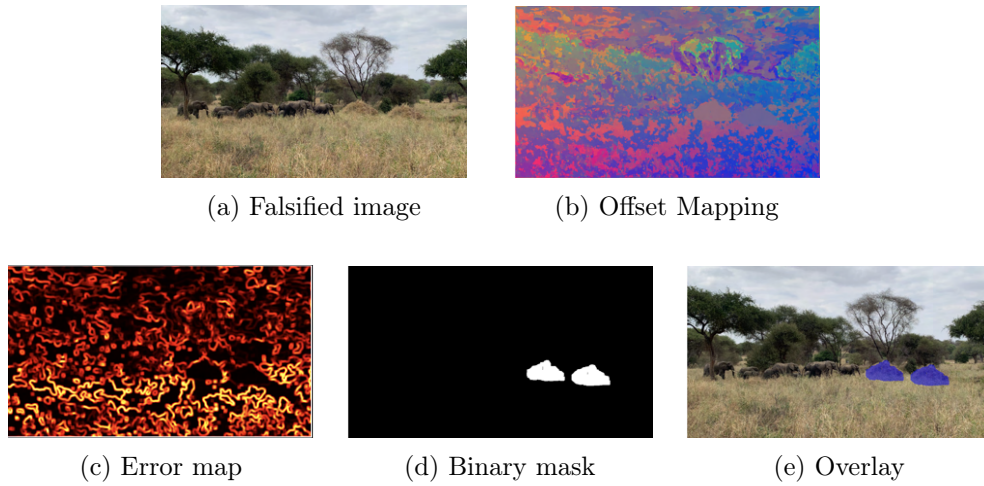 (a) Falsified image
(b) Offset Mapping
(c) Error map
(d) Binary mask
(e) Overlay